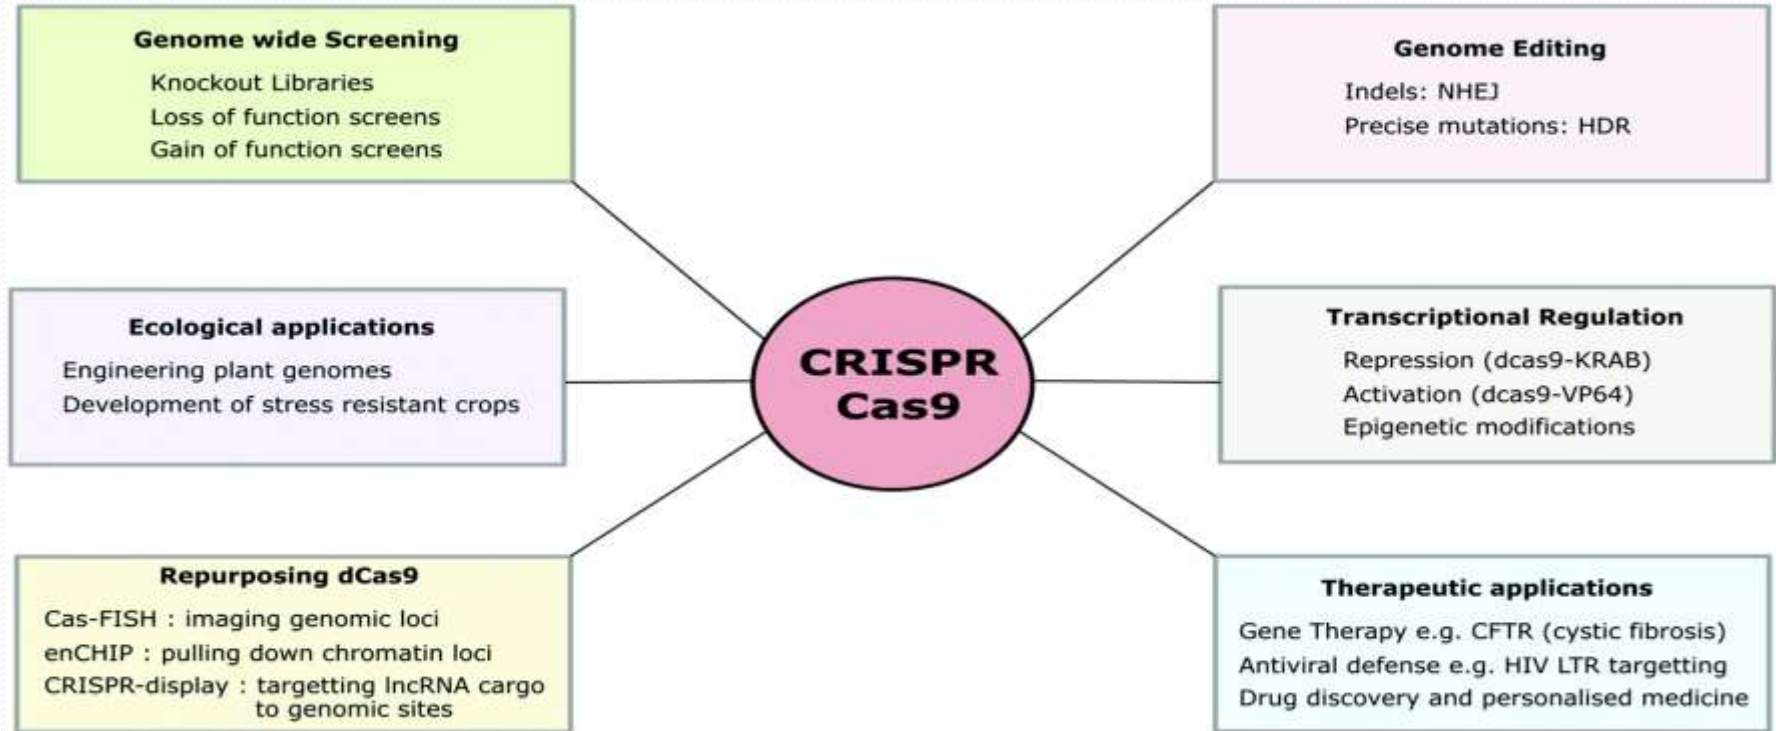 Genome wide Screening
Knockout Libraries
Loss of function screens
Gain of function screens
Genome Editing
Indels: NHEJ
Precise mutations: HDR
Ecological applications
Engineering plant genomes
Development of stress resistant crops
CRISPR
Cas9
Transcriptional Regulation
Repression (dcas9-KRAB)
Activation (dcas9-VP64)
Epigenetic modifications
Repurposing dCas9
Cas-FISH : imaging genomic loci
enCHIP : pulling down chromatin loci
CRISPR-display : targetting lncRNA cargo
to genomic sites
Therapeutic applications
Gene Therapy e.g. CFTR (cystic fibrosis)
Antiviral defense e.g. HIV LTR targetting
Drug discovery and personalised medicine